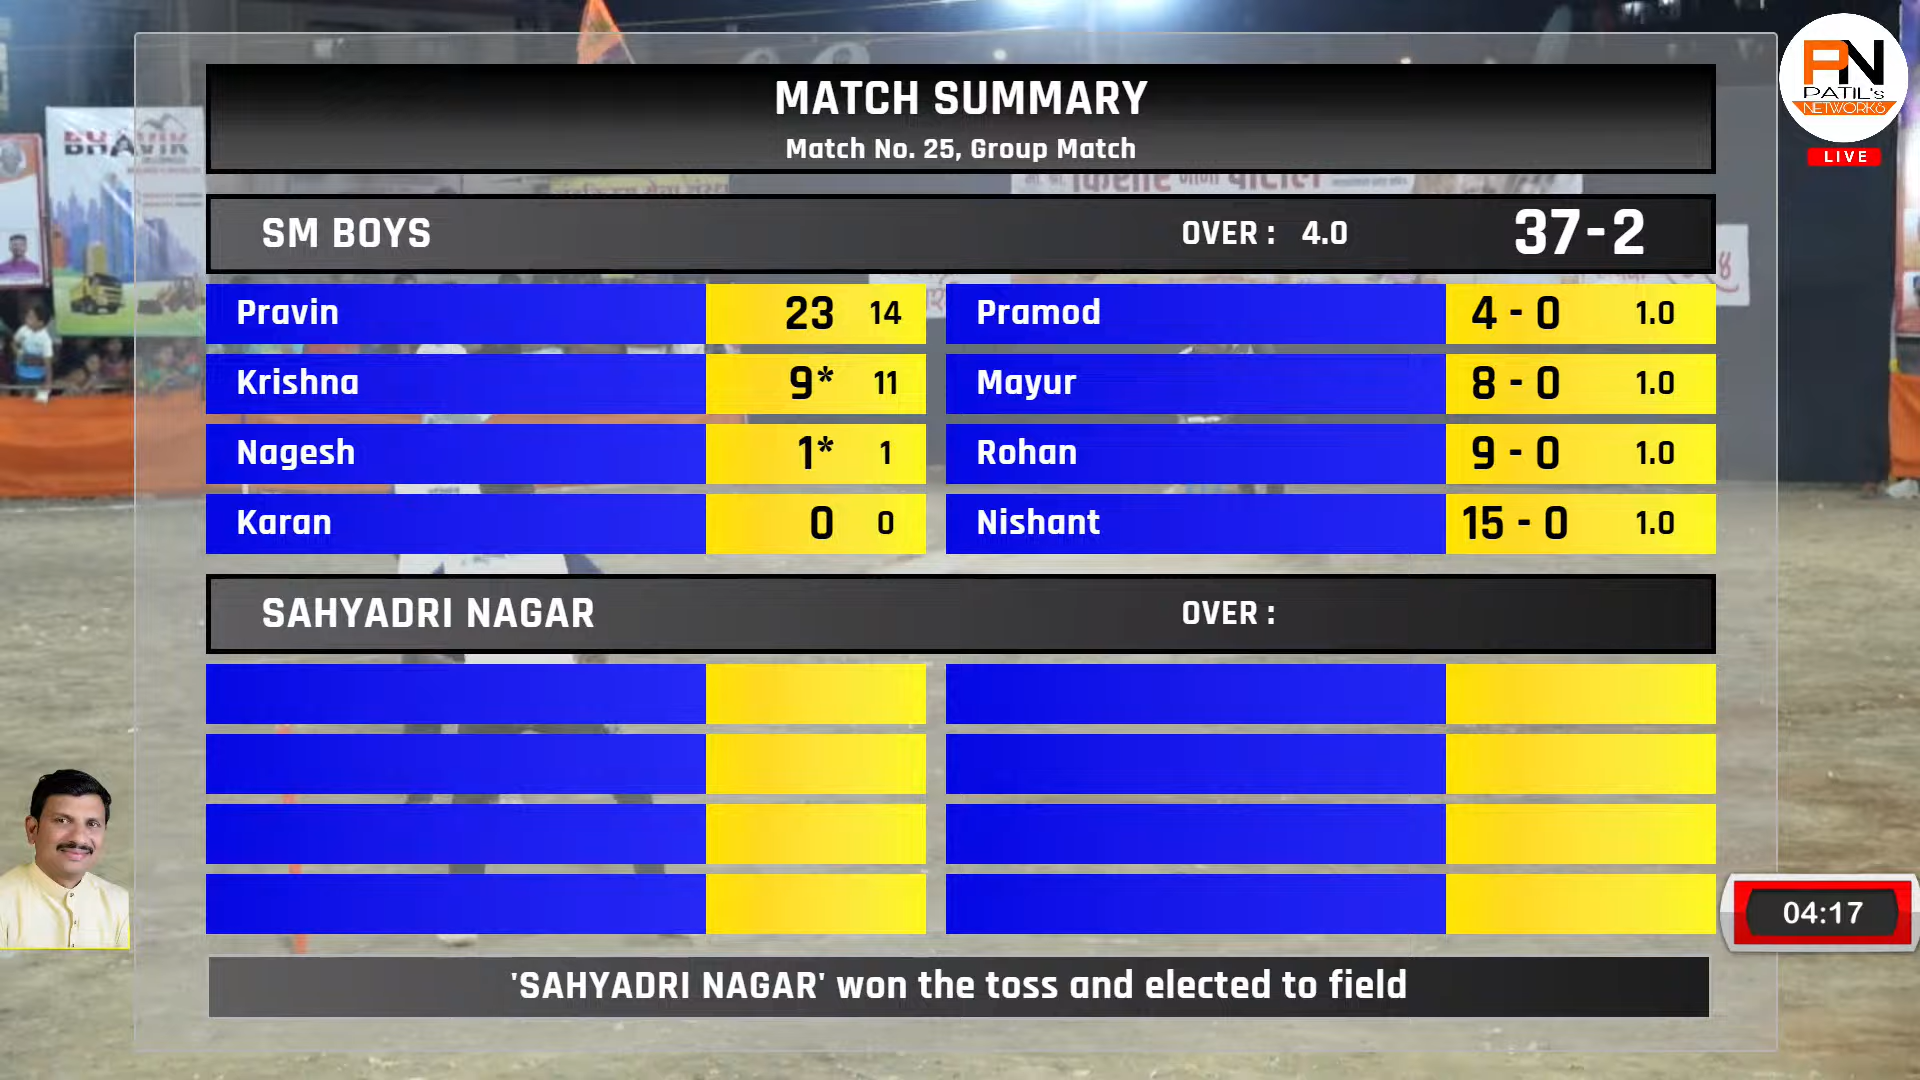 MATCH SUMMARY
Match No. 25, Group Match
PN
PATIL's
NETWORKS
LIVE
BHAVIK
SM BOYS OVER : 4.0 37-2
Pravin 23 14 Pramod 4 - 0 1.0
Krishna 9* 11 Mayur 8 - 0 1.0
Nagesh 1* 1 Rohan 9 - 0 1.0
Karan 0 0 Nishant 15 - 0 1.0
SAHYADRI NAGAR OVER :
04:17
'SAHYADRI NAGAR' won the toss and elected to field